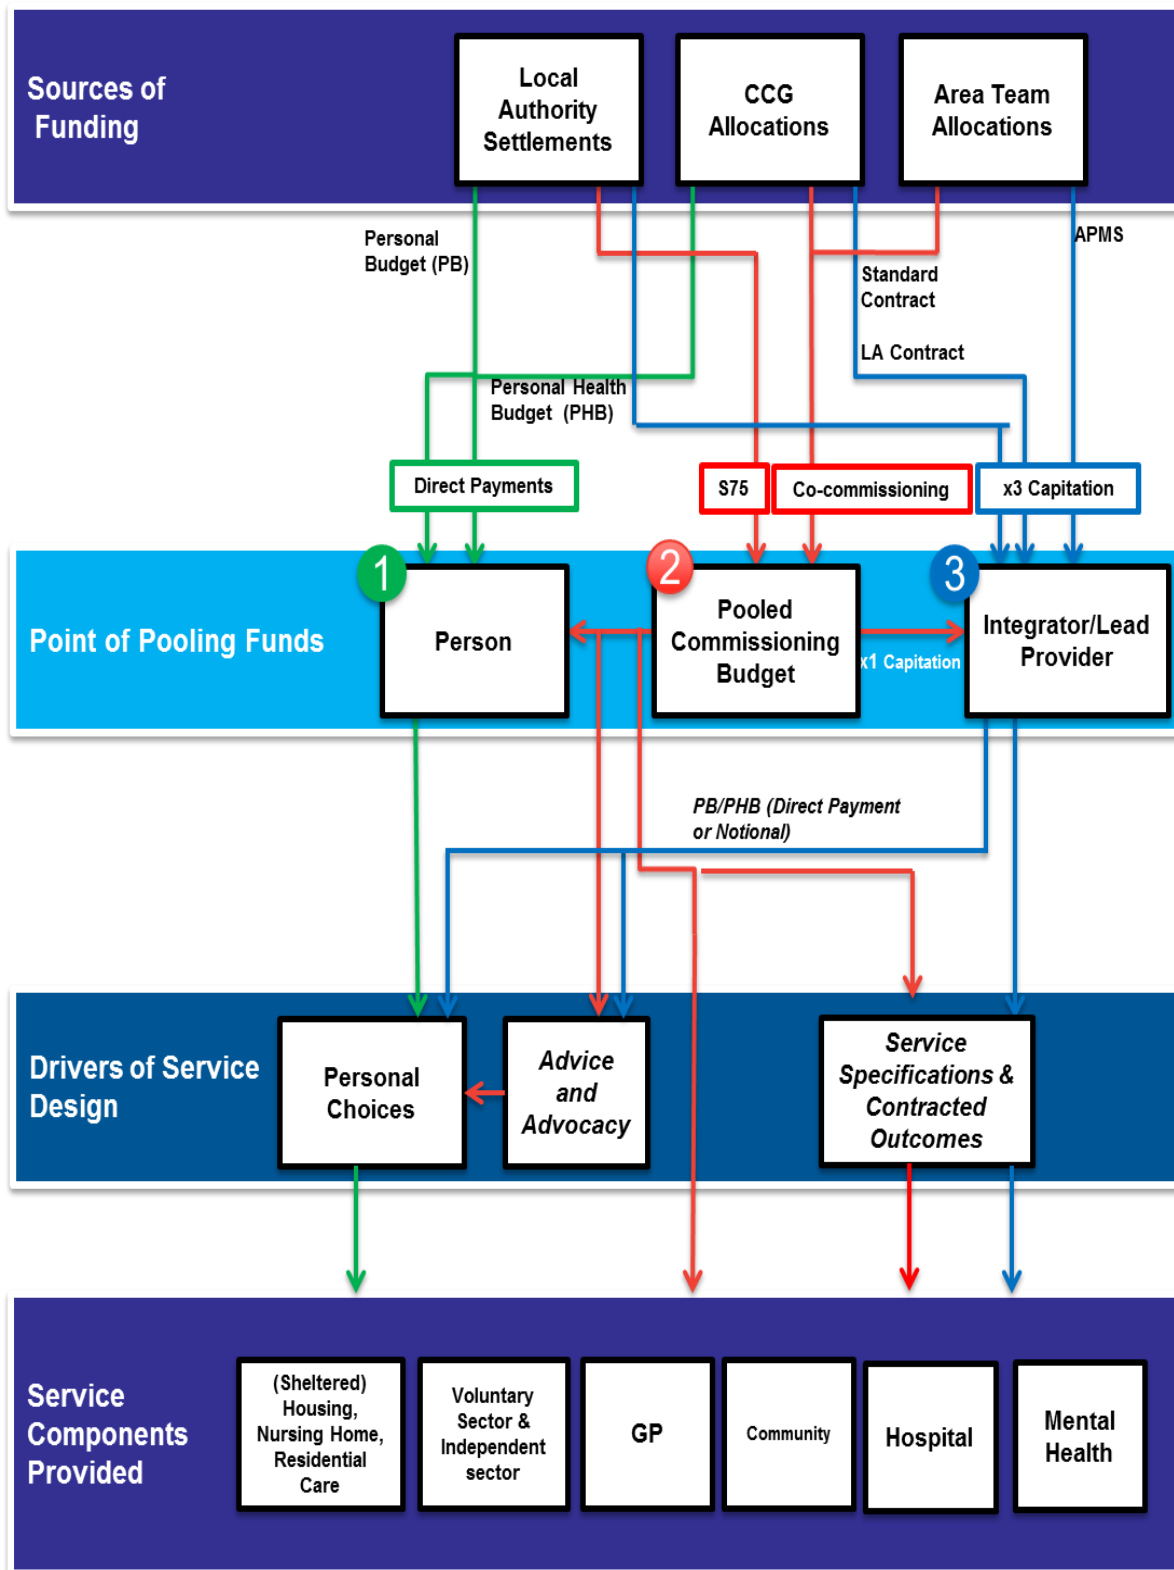 Sources of
Funding
Local
Authority
Settlements
CCG
Allocations
Area Team
Allocations
Personal
Budget (PB)
APMS
Standard
Contract
LA Contract
Personal Health
Budget (PHB)
Direct Payments
S75
Co-commissioning
x3 Capitation
Point of Pooling Funds
1
Person
2
Pooled
Commissioning
Budget
x1 Capitation
3
Integrator/Lead
Provider
PB/PHB (Direct Payment
or Notional)
Drivers of Service
Design
Personal
Choices
Advice
and
Advocacy
Service
Specifications &
Contracted
Outcomes
Service
Components
Provided
(Sheltered)
Housing,
Nursing Home,
Residential
Care
Voluntary
Sector &
Independent
sector
GP
Community
Hospital
Mental
Health